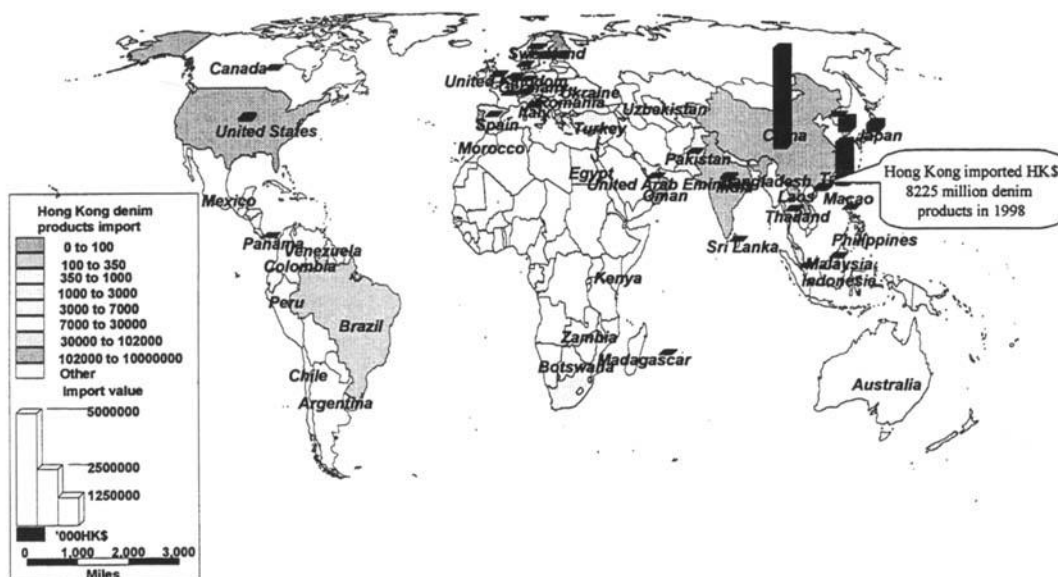 Canada
Sweden
United Kingdom
Germany
Ukraine
Romania
Italy
Uzbekistan
United States
Spain
Turkey
China
Japan
Morocco
Pakistan
Egypt
Bangladesh
United Arab Emirates
Oman
Laos
Macao
Hong Kong imported HK$
8225 million denim
products in 1998
Mexico
Thailand
Panama
Venezuela
Sri Lanka
Philippines
Colombia
Malaysia
Kenya
Indonesia
Peru
Brazil
Zambia
Madagascar
Botswana
Chile
Australia
Argentina
Hong Kong denim
products import
0 to 100
100 to 350
350 to 1000
1000 to 3000
3000 to 7000
7000 to 30000
30000 to 102000
102000 to 10000000
Other
Import value
5000000
2500000
1250000
'000HK$
0 1,000 2,000 3,000
Miles